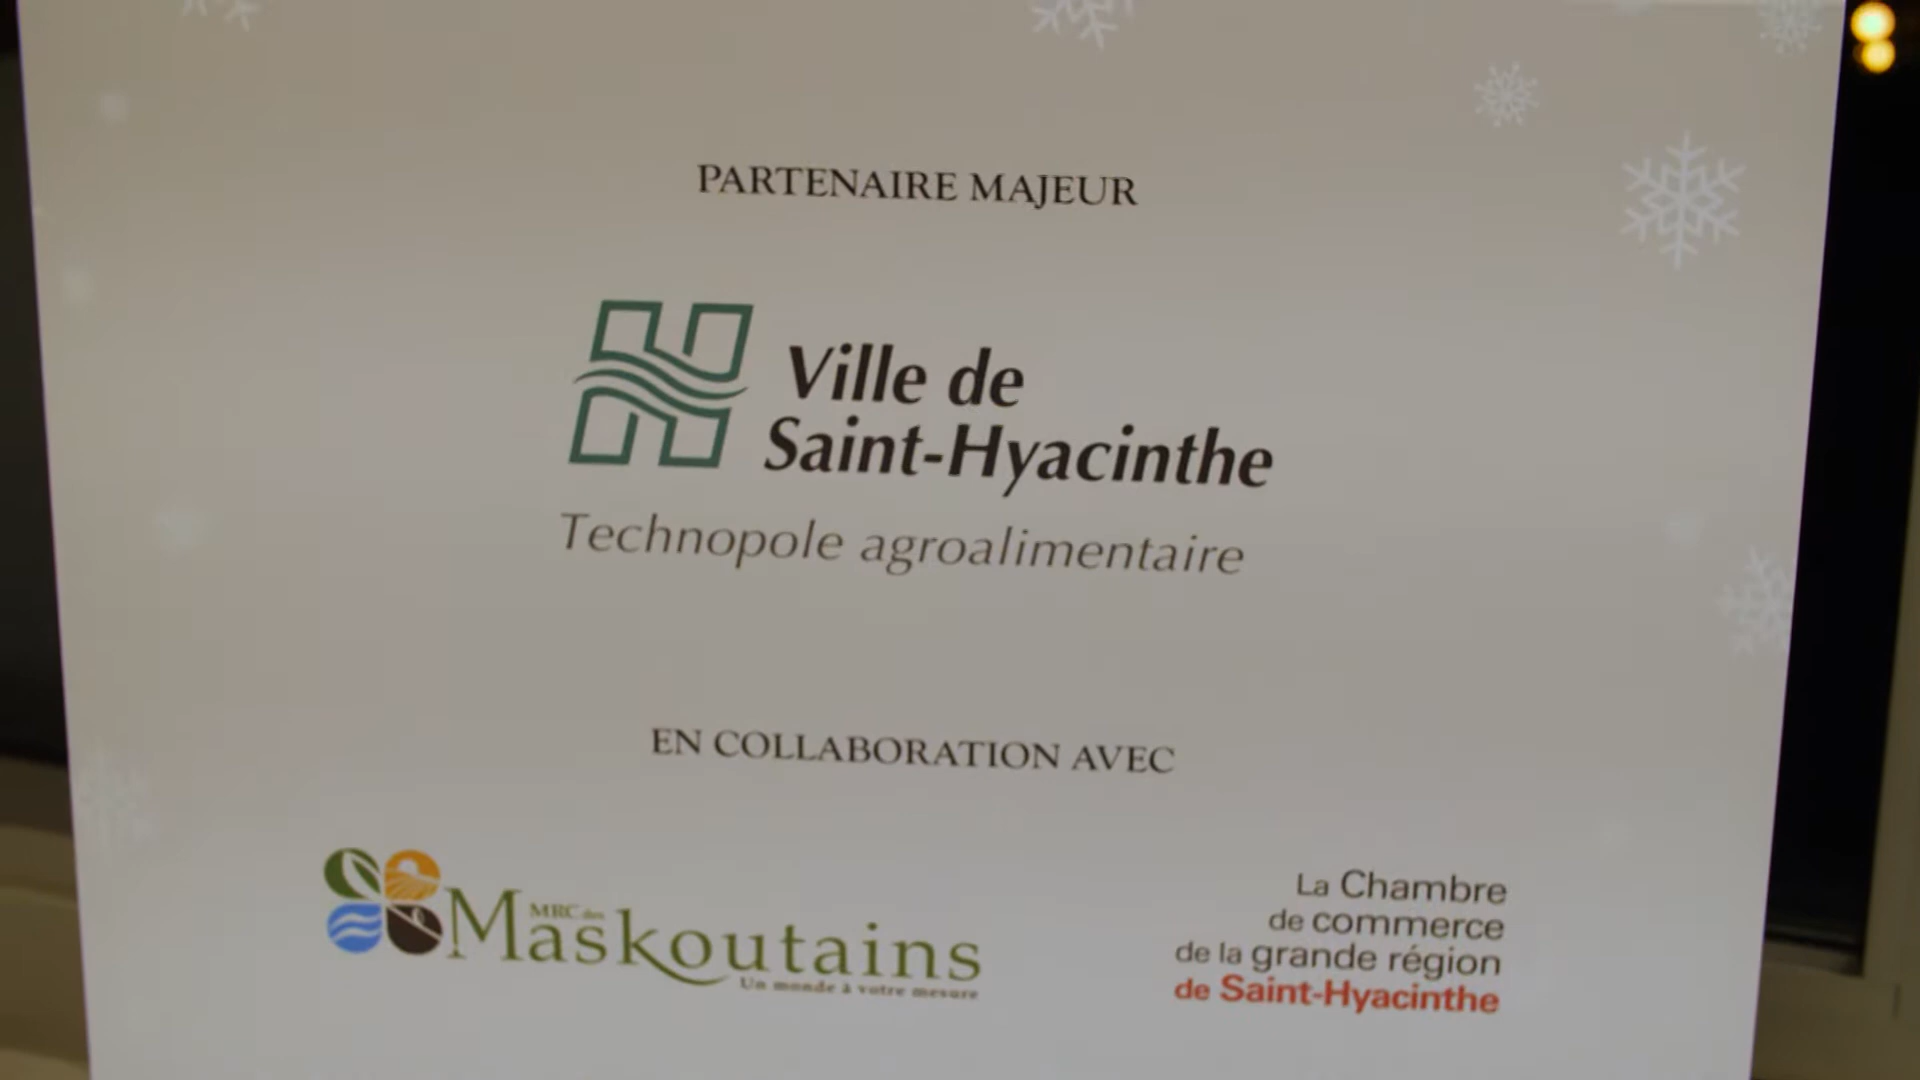 PARTENAIRE MAJEUR
Ville de
Saint-Hyacinthe
Technopole agroalimentaire
EN COLLABORATION AVEC
MRC des
Maskoutains
Un monde à votre mesure
La Chambre
de commerce
de la grande région
de Saint-Hyacinthe